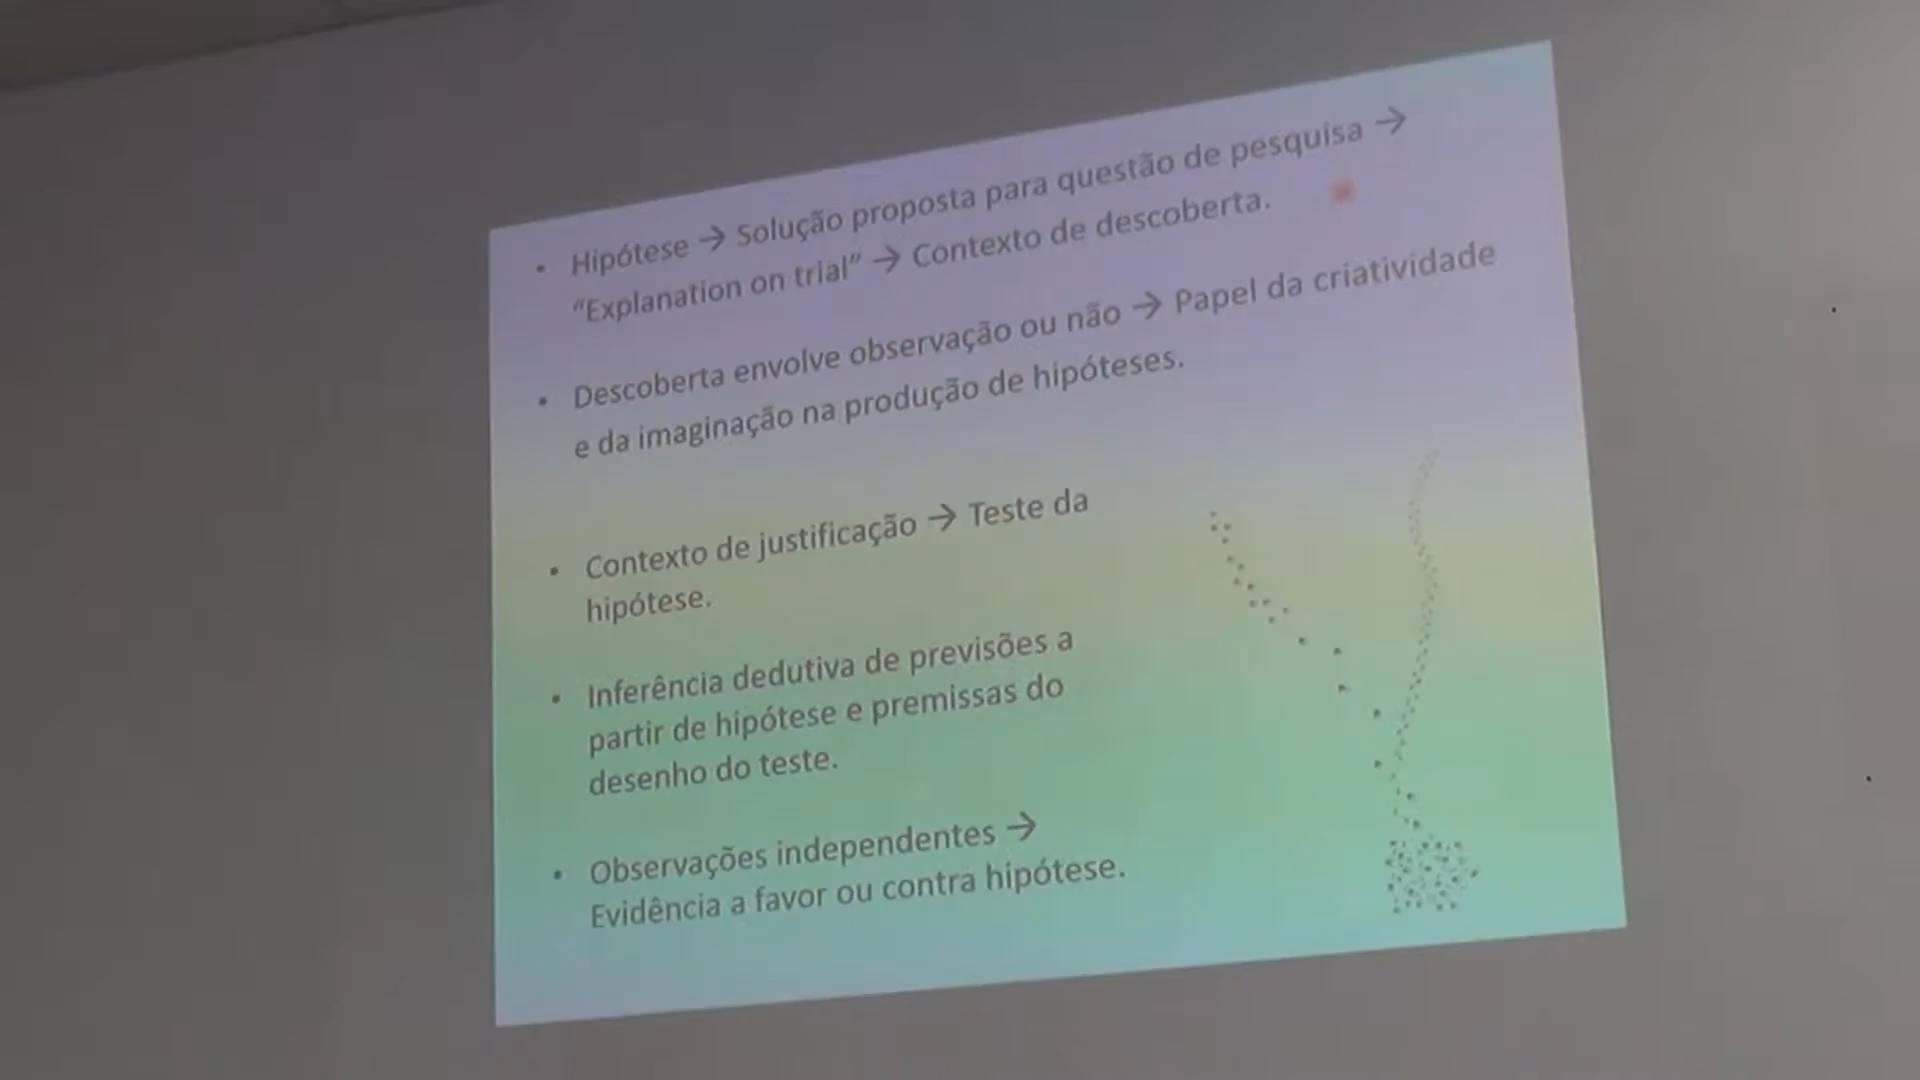 • Hipótese → Solução proposta para questão de pesquisa →
“Explanation on trial” → Contexto de descoberta.
• Descoberta envolve observação ou não → Papel da criatividade
e da imaginação na produção de hipóteses.
• Contexto de justificação → Teste da
hipótese.
• Inferência dedutiva de previsões a
partir de hipótese e premissas do
desenho do teste.
• Observações independentes →
Evidência a favor ou contra hipótese.